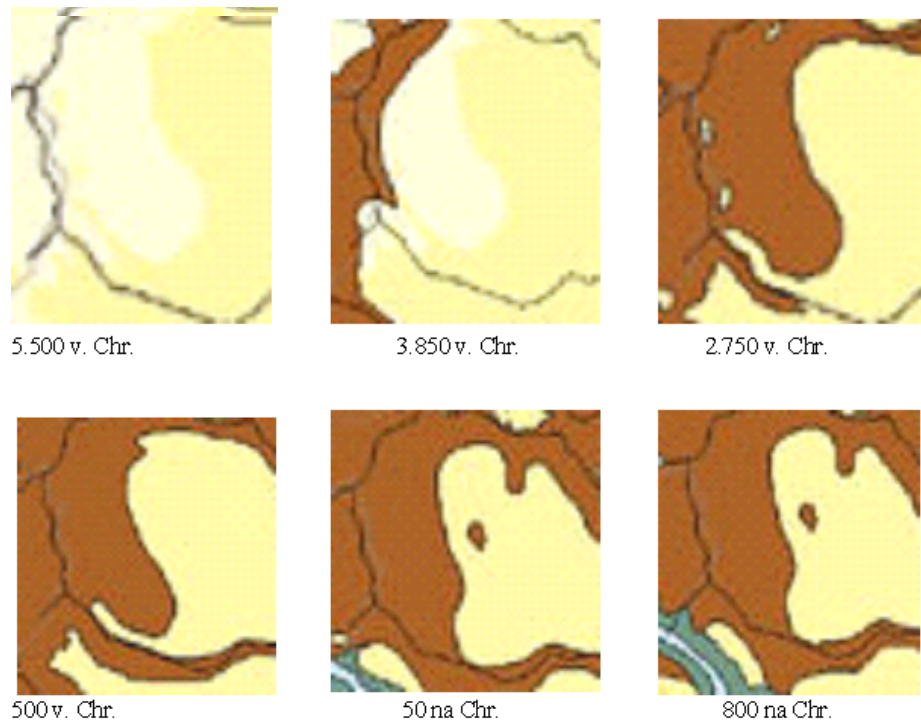 5.500 v. Chr.
3.850 v. Chr.
2.750 v. Chr.
500 v. Chr.
50 na Chr.
800 na Chr.